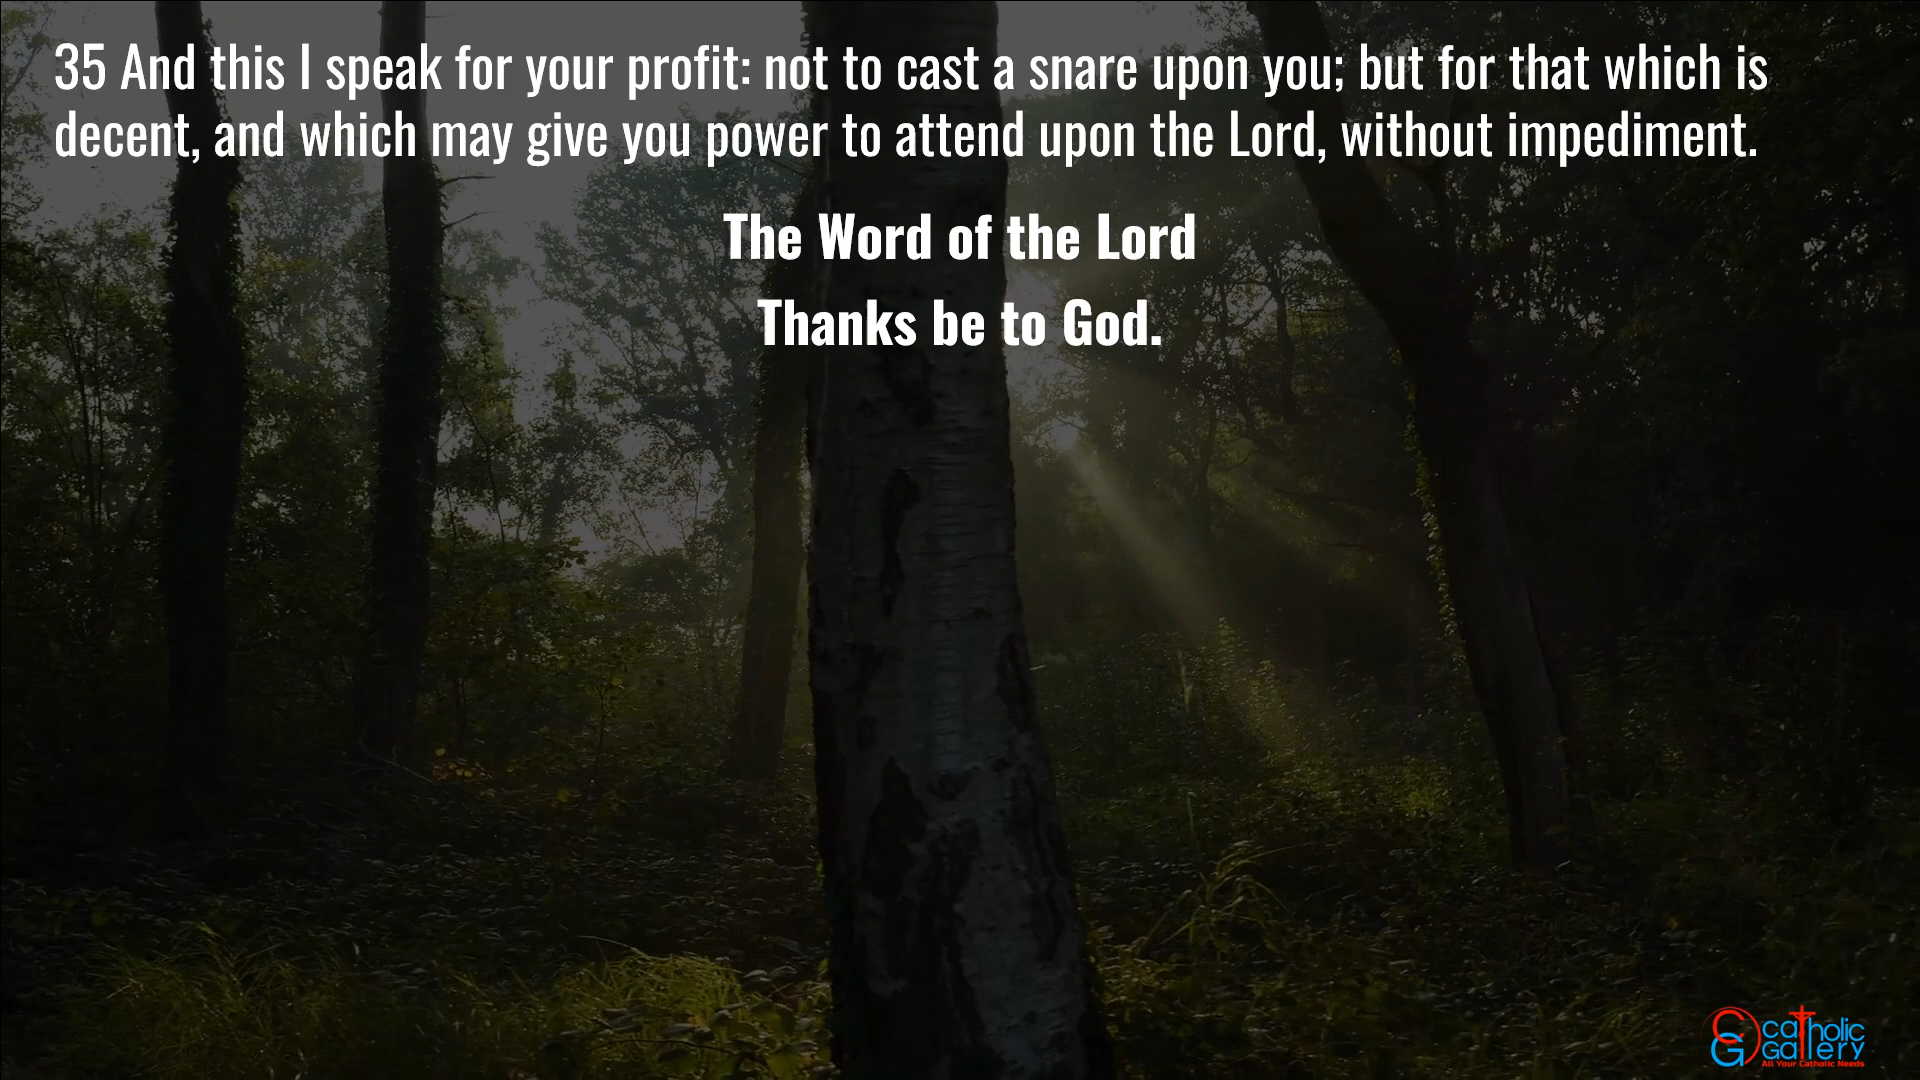 35 And this I speak for your profit: not to cast a snare upon you; but for that which is
decent, and which may give you power to attend upon the Lord, without impediment.
The Word of the Lord
Thanks be to God.
CG
catholic
Gallery
All Your Catholic Needs